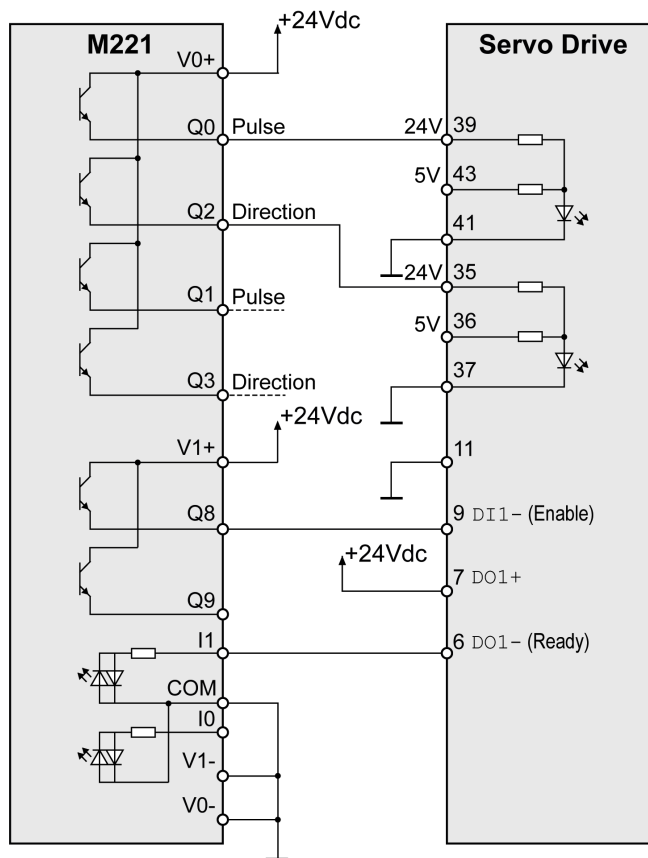 +24Vdc
M221
Servo Drive
V0+
Q0 Pulse
24V 39
5V 43
Q2 Direction
41
24V 35
Q1 Pulse
5V 36
37
Q3 Direction
+24Vdc
V1+
11
Q8
9 DI1- (Enable)
+24Vdc
7 DO1+
Q9
I1
6 DO1- (Ready)
COM
I0
V1-
V0-